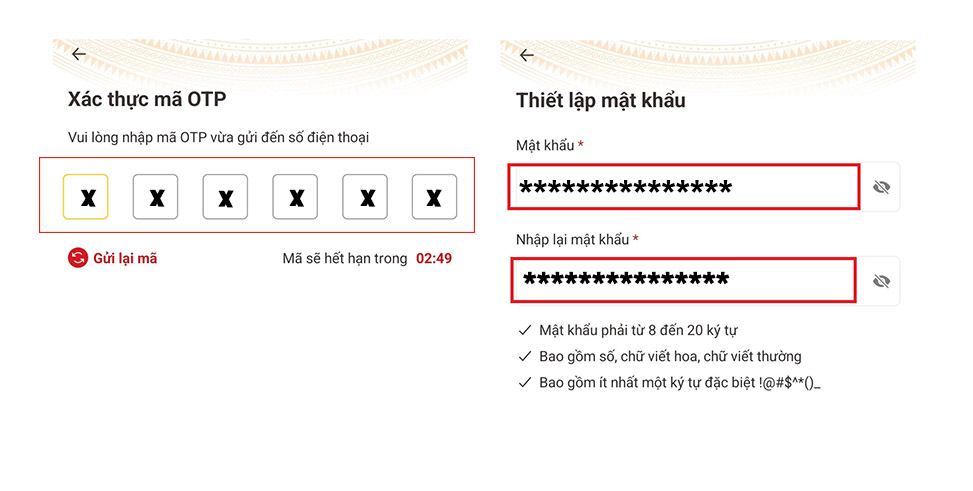 Xác thực mã OTP
Vui lòng nhập mã OTP vừa gửi đến số điện thoại
X X X X X X
Gửi lại mã Mã sẽ hết hạn trong 02:49
Thiết lập mật khẩu
Mật khẩu *
***************
Nhập lại mật khẩu *
***************
Mật khẩu phải từ 8 đến 20 ký tự
Bao gồm số, chữ viết hoa, chữ viết thường
Bao gồm ít nhất một ký tự đặc biệt !@#$^*()_